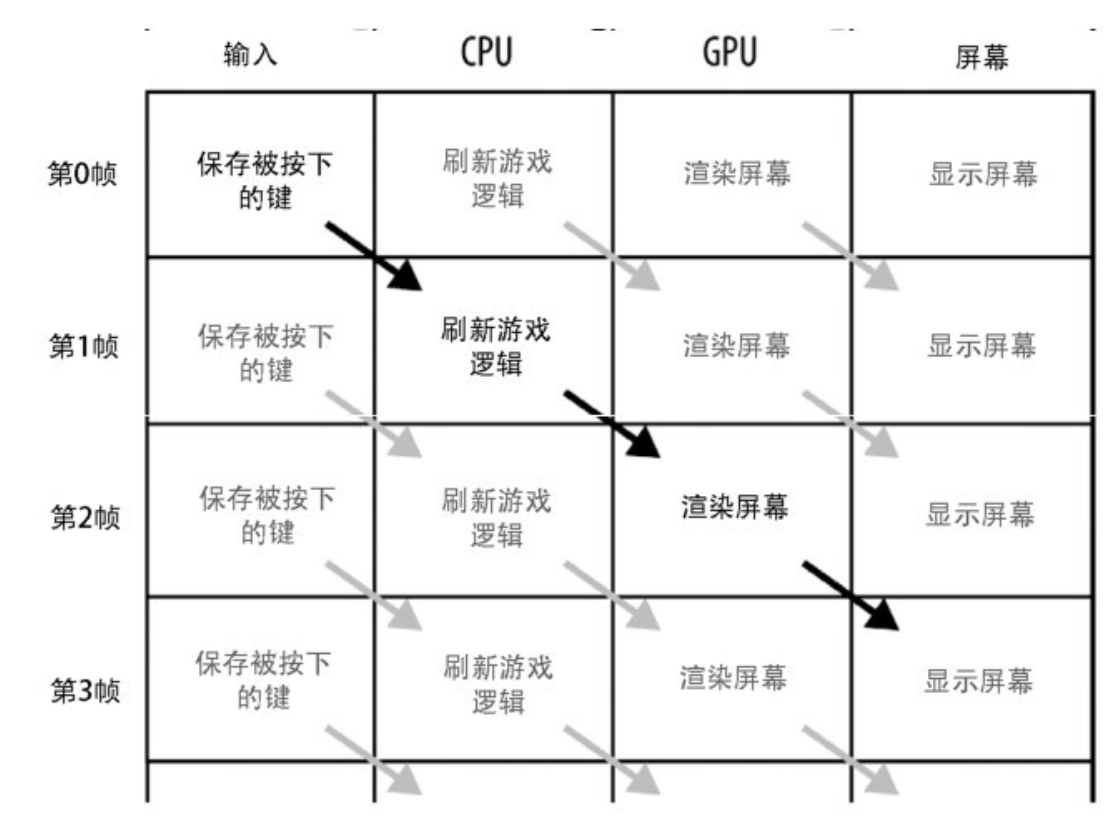 输入 CPU GPU 屏幕
第0帧
保存被按下
的键
刷新游戏
逻辑
渲染屏幕
显示屏幕
第1帧
保存被按下
的键
刷新游戏
逻辑
渲染屏幕
显示屏幕
第2帧
保存被按下
的键
刷新游戏
逻辑
渲染屏幕
显示屏幕
第3帧
保存被按下
的键
刷新游戏
逻辑
渲染屏幕
显示屏幕